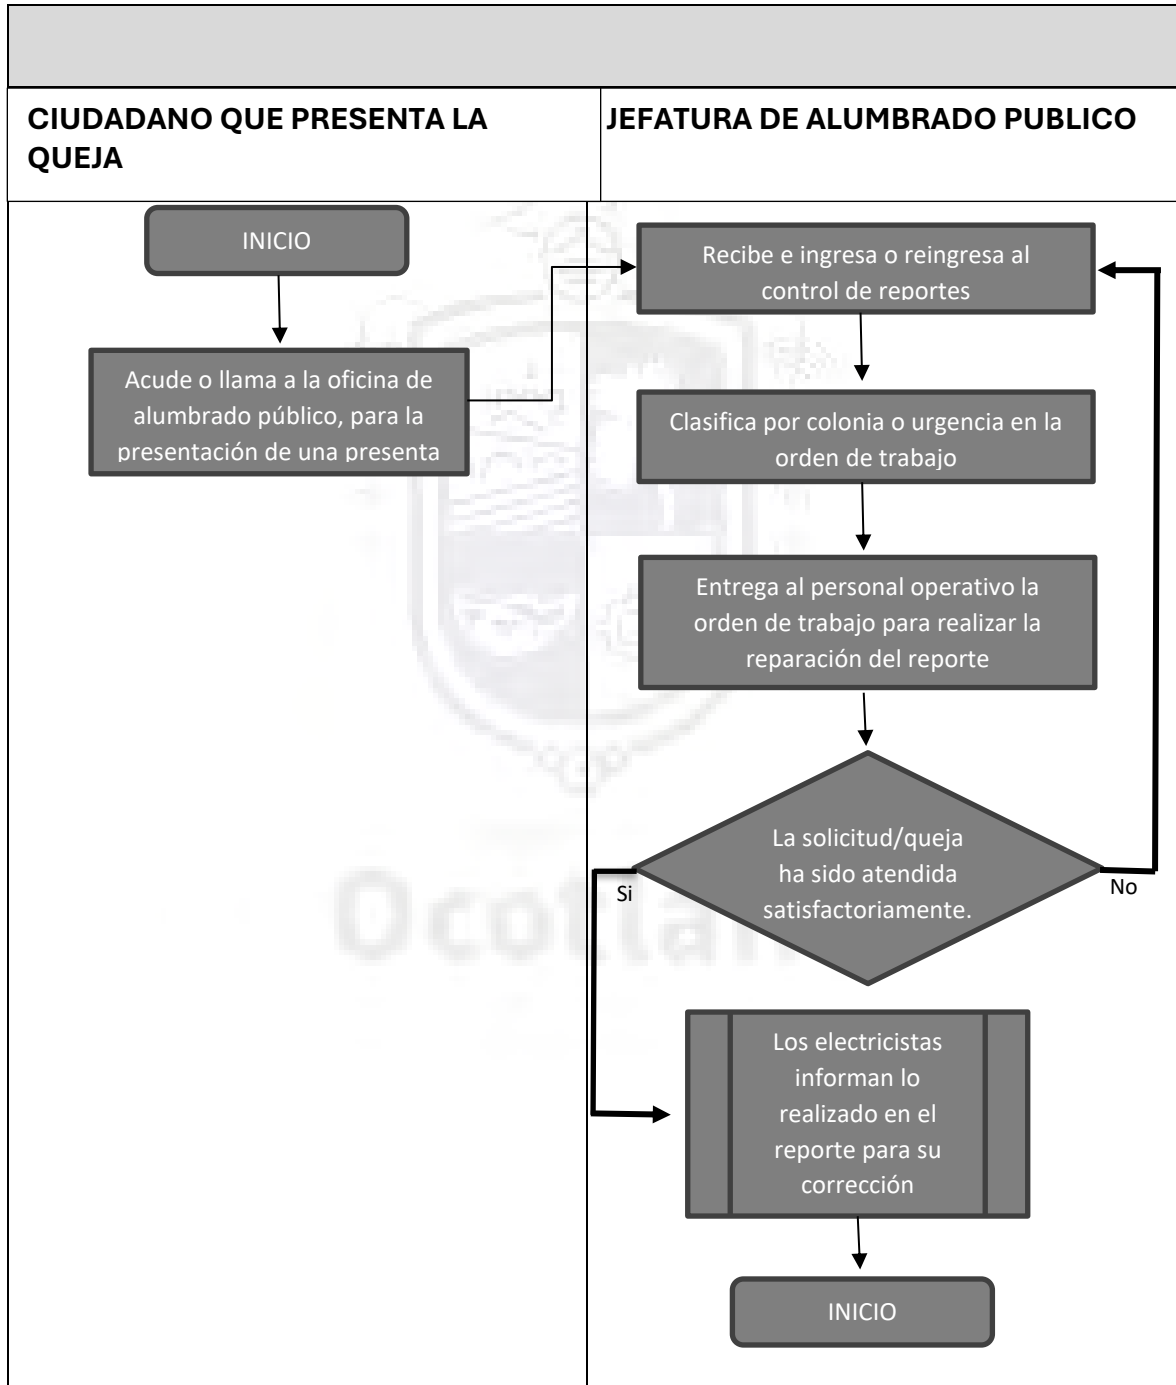 CIUDADANO QUE PRESENTA LA
QUEJA
JEFATURA DE ALUMBRADO PUBLICO
INICIO
Acude o llama a la oficina de
alumbrado público, para la
presentación de una presenta
Recibe e ingresa o reingresa al
control de reportes
Clasifica por colonia o urgencia en la
orden de trabajo
Entrega al personal operativo la
orden de trabajo para realizar la
reparación del reporte
La solicitud/queja
ha sido atendida
satisfactoriamente.
Si
No
Los electricistas
informan lo
realizado en el
reporte para su
corrección
INICIO
Ocotlán